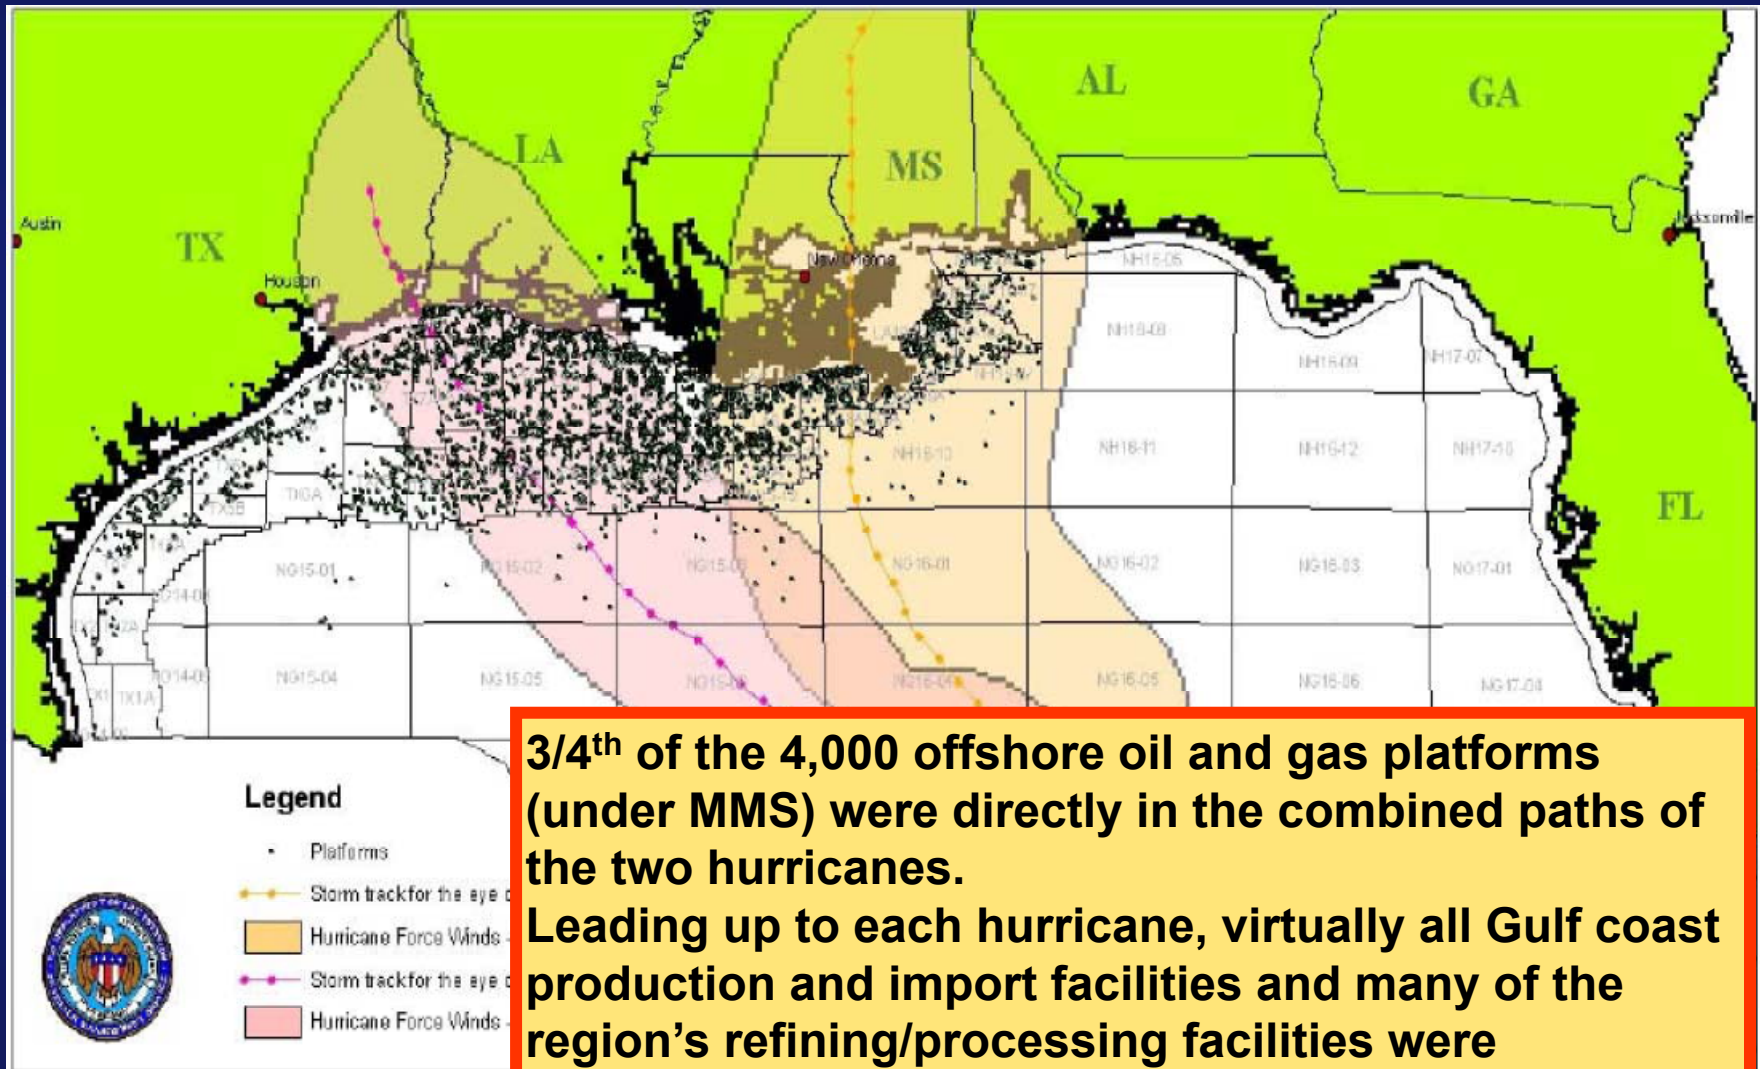 AL
GA
LA
MS
Austin
TX
Houston
New Orleans
Jacksonville
NH16-05
NH16-08
NH16-09
NH17-07
NH16-10
NH16-11
NH16-12
NH17-10
TX3B
FL
NG15-01
NG16-01
NG16-02
NG16-03
NG17-01
NG15-04
NG15-05
NG16-05
NG16-06
NG17-04
TX1
TX1A
3/4th of the 4,000 offshore oil and gas platforms
(under MMS) were directly in the combined paths of
the two hurricanes.
Leading up to each hurricane, virtually all Gulf coast
production and import facilities and many of the
region’s refining/processing facilities were
Legend
Platforms
Storm track for the eye
Hurricane Force Winds -
Storm track for the eye
Hurricane Force Winds -